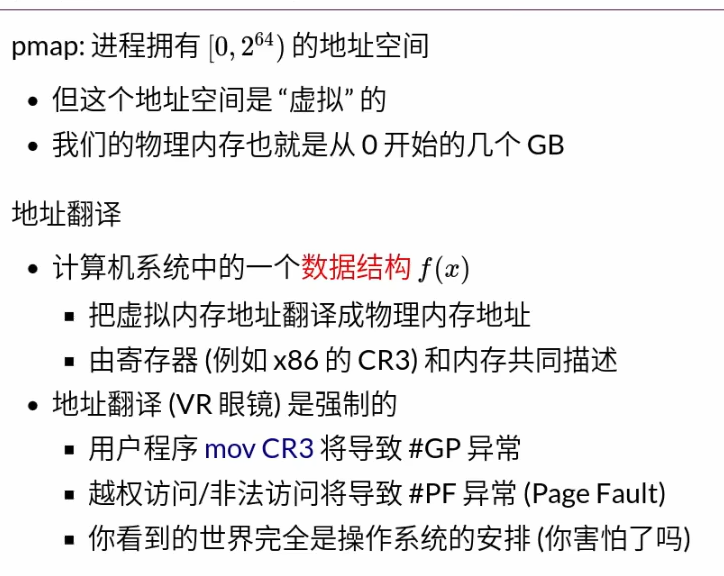 pmap: 进程拥有 [0, 2^64) 的地址空间
• 但这个地址空间是 “虚拟” 的
• 我们的物理内存也就是从 0 开始的几个 GB
地址翻译
• 计算机系统中的一个数据结构 f(x)
▪ 把虚拟内存地址翻译成物理内存地址
▪ 由寄存器 (例如 x86 的 CR3) 和内存共同描述
• 地址翻译 (VR 眼镜) 是强制的
▪ 用户程序 mov CR3 将导致 #GP 异常
▪ 越权访问/非法访问将导致 #PF 异常 (Page Fault)
▪ 你看到的世界完全是操作系统的安排 (你害怕了吗)